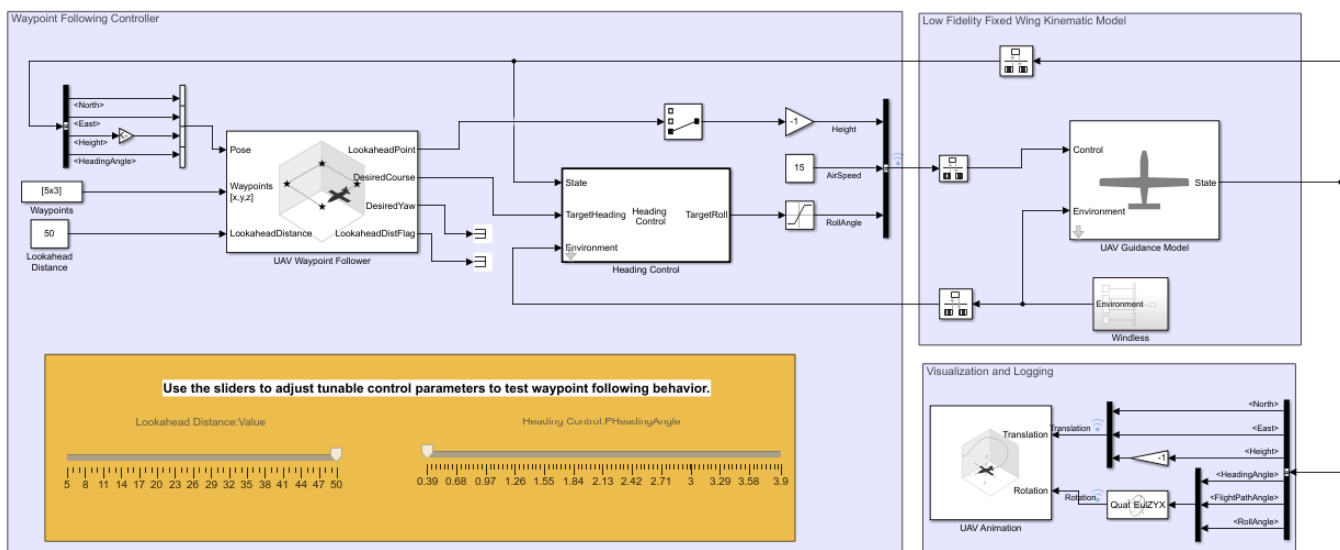 Waypoint Following Controller
<North>
<East>
<Height>
<HeadingAngle>
[5x3]
Waypoints
50
Lookahead
Distance
Pose
Waypoints
[x,y,z]
LookaheadDistance
LookaheadPoint
DesiredCourse
DesiredYaw
LookaheadDistFlag
UAV Waypoint Follower
State
TargetHeading
Environment
Heading
Control
TargetRoll
Heading Control
-1
Height
15
AirSpeed
RollAngle
Low Fidelity Fixed Wing Kinematic Model
Control
Environment
State
UAV Guidance Model
Environment
Windless
Use the sliders to adjust tunable control parameters to test waypoint following behavior.
Lookahead Distance:Value
5 8 11 14 17 20 23 26 29 32 35 38 41 44 47 50
Heading Control:PHeadingAngle
0.39 0.68 0.97 1.26 1.55 1.84 2.13 2.42 2.71 3 3.29 3.58 3.9
Visualization and Logging
Translation
Rotation
UAV Animation
Translation
Rotation
-1
Quat EulZYX
<North>
<East>
<Height>
<HeadingAngle>
<FlightPathAngle>
<RollAngle>